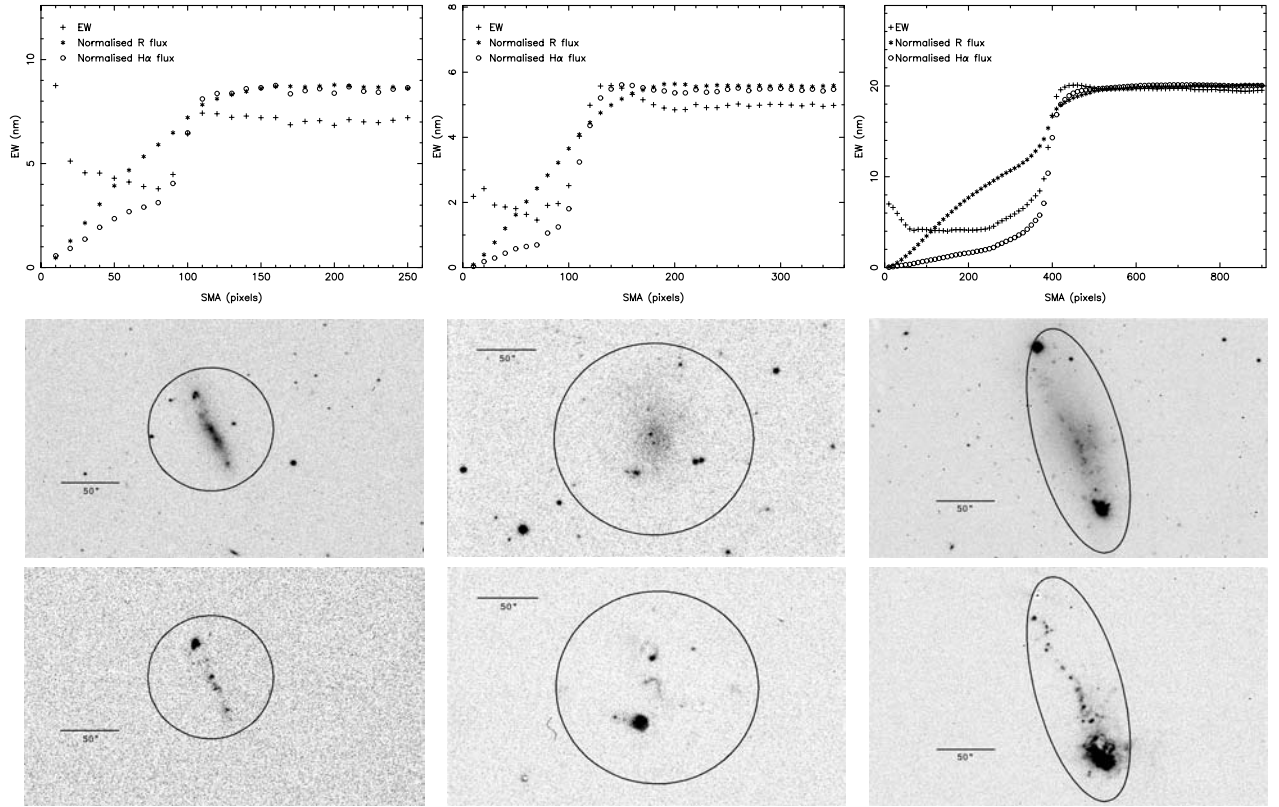 10
5
0
EW (nm)
+ EW
* Normalised R flux
o Normalised Hα flux
0 50 100 150 200 250
SMA (pixels)
8
6
4
2
0
EW (nm)
+ EW
* Normalised R flux
o Normalised Hα flux
0 100 200 300
SMA (pixels)
20
10
0
EW (nm)
+ EW
* Normalised R flux
o Normalised Hα flux
0 200 400 600 800
SMA (pixels)
50"
50"
50"
50"
50"
50"